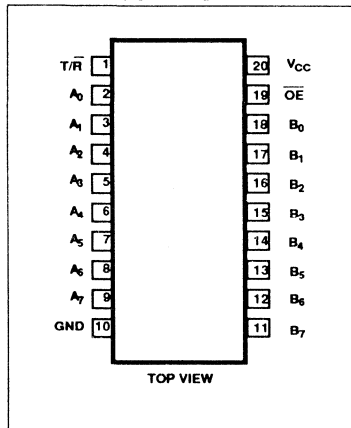 T/R̅ 1 20 VCC
A0 2 19 O̅E̅
A1 3 18 B0
A2 4 17 B1
A3 5 16 B2
A4 6 15 B3
A5 7 14 B4
A6 8 13 B5
A7 9 12 B6
GND 10 11 B7
TOP VIEW